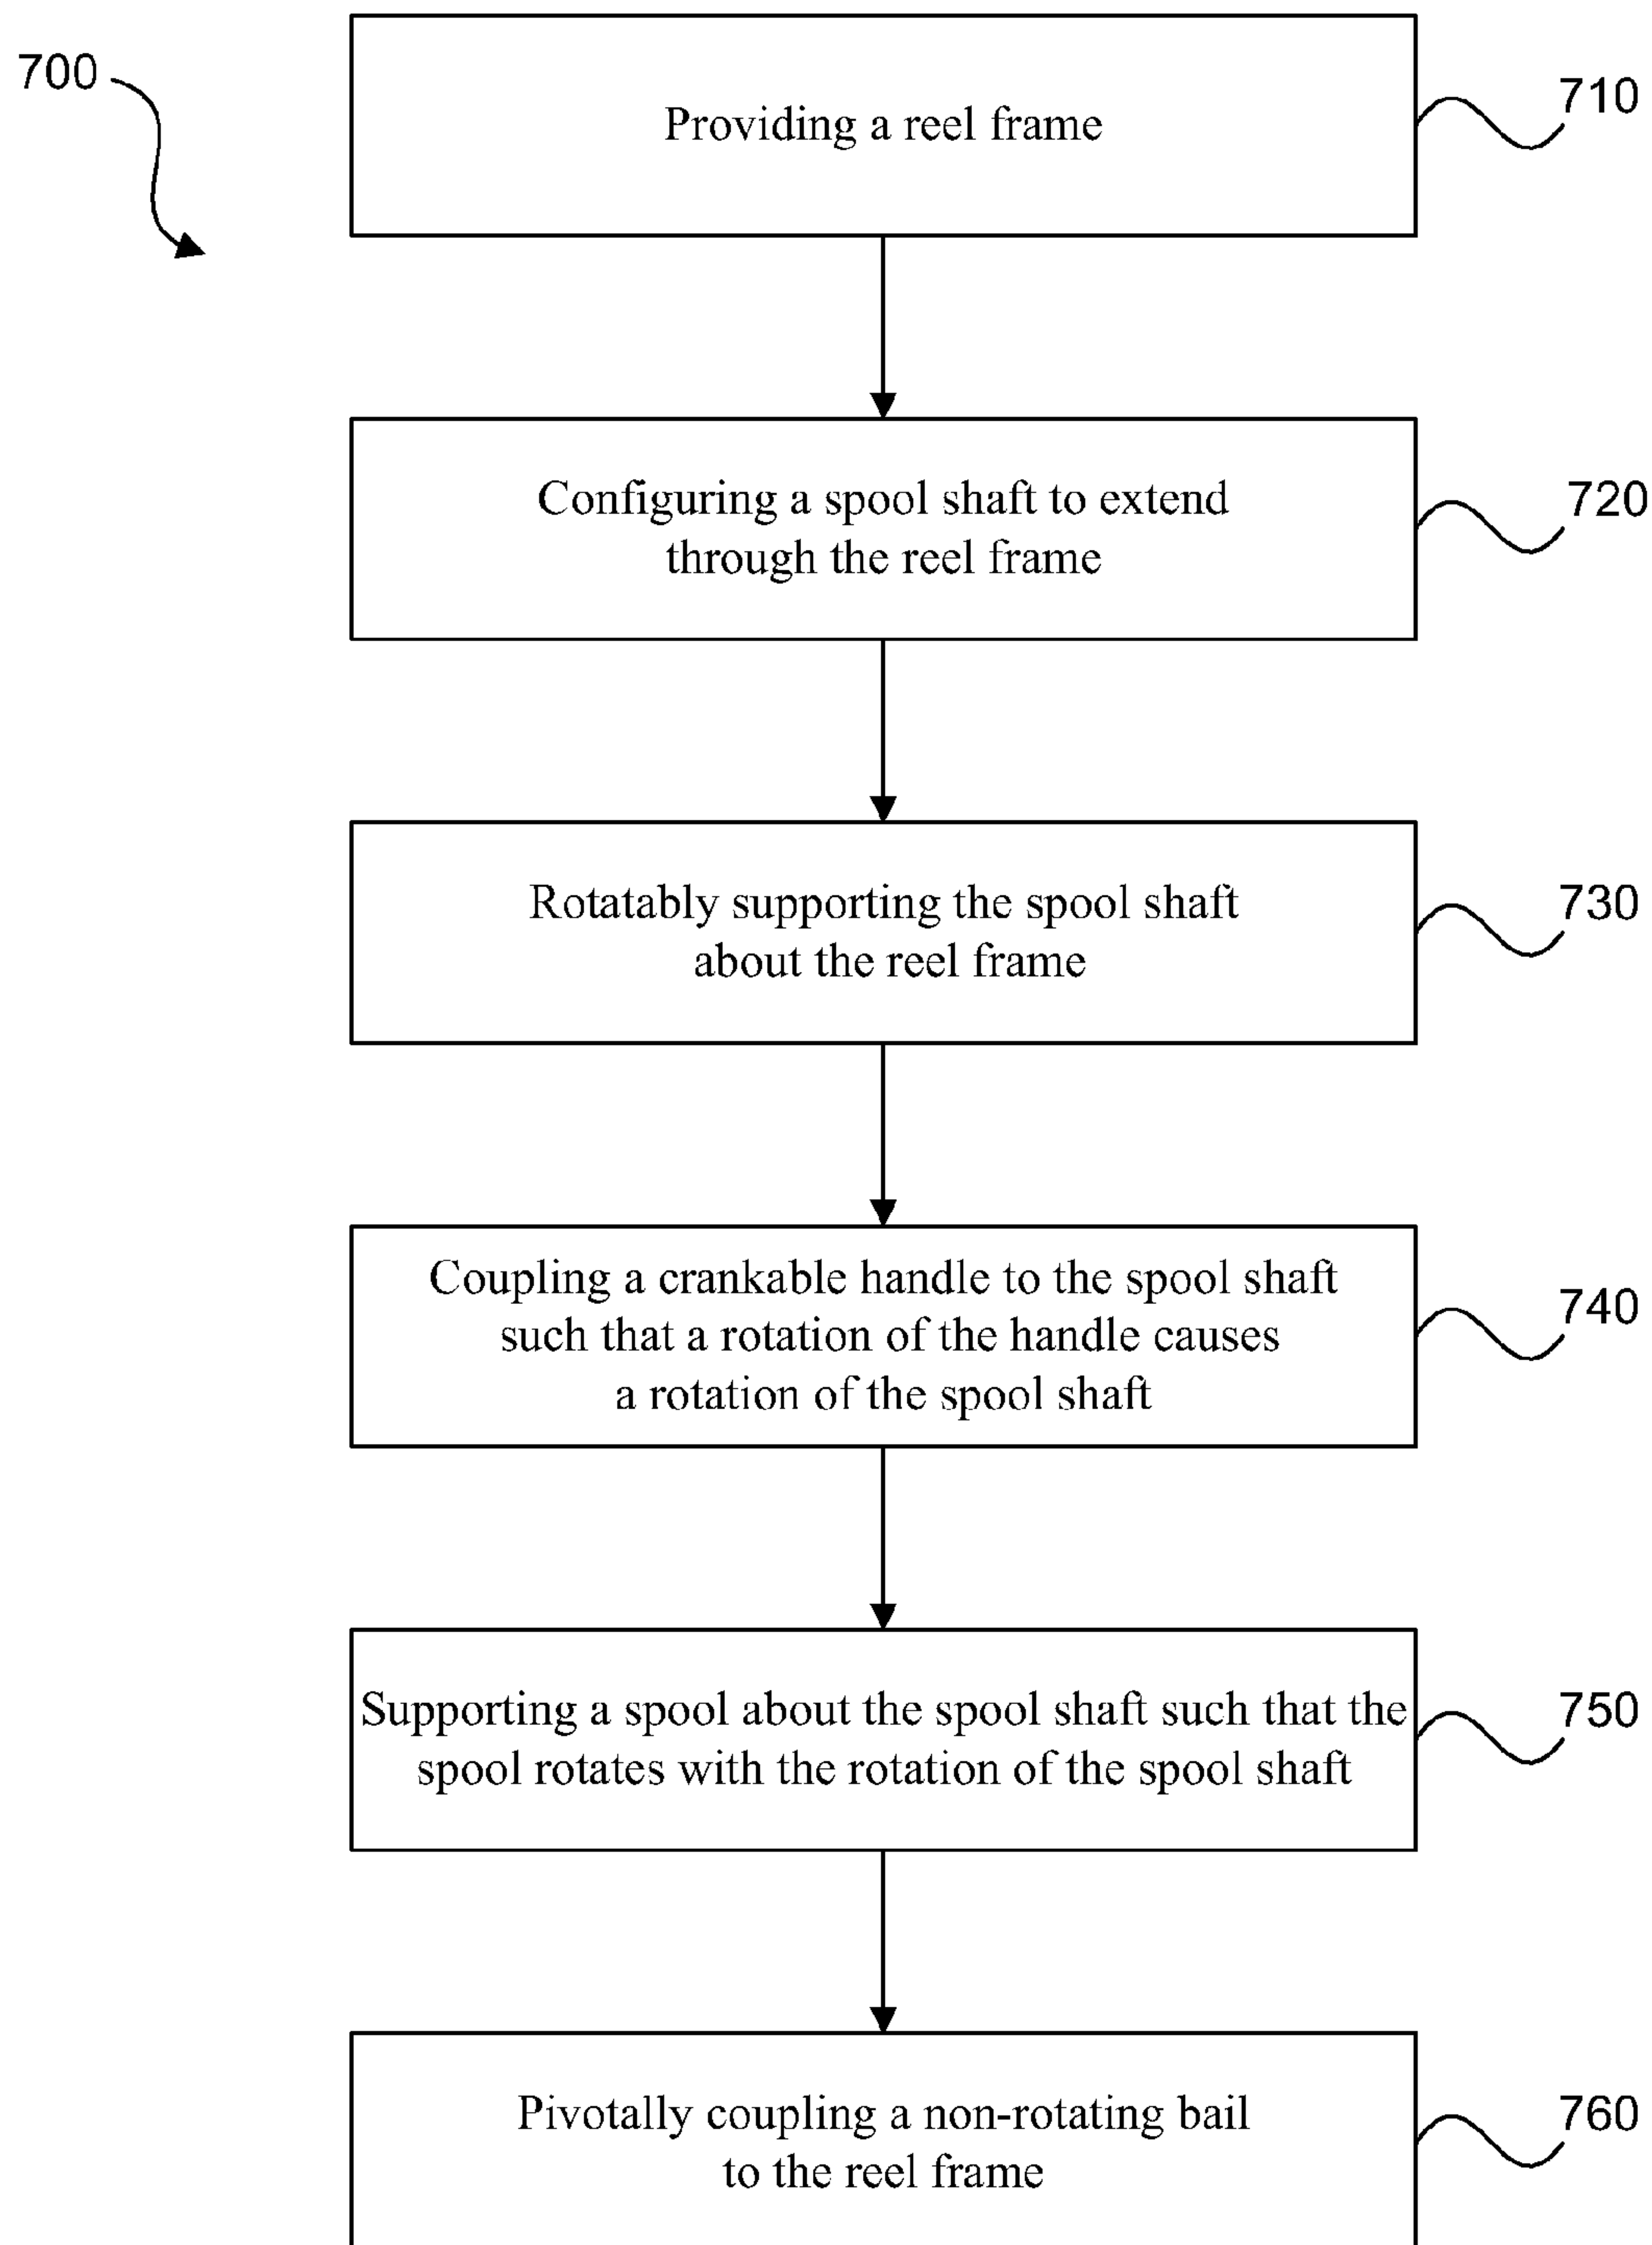 700
Providing a reel frame
710
Configuring a spool shaft to extend
through the reel frame
720
Rotatably supporting the spool shaft
about the reel frame
730
Coupling a crankable handle to the spool shaft
such that a rotation of the handle causes
a rotation of the spool shaft
740
Supporting a spool about the spool shaft such that the
spool rotates with the rotation of the spool shaft
750
Pivotally coupling a non-rotating bail
to the reel frame
760